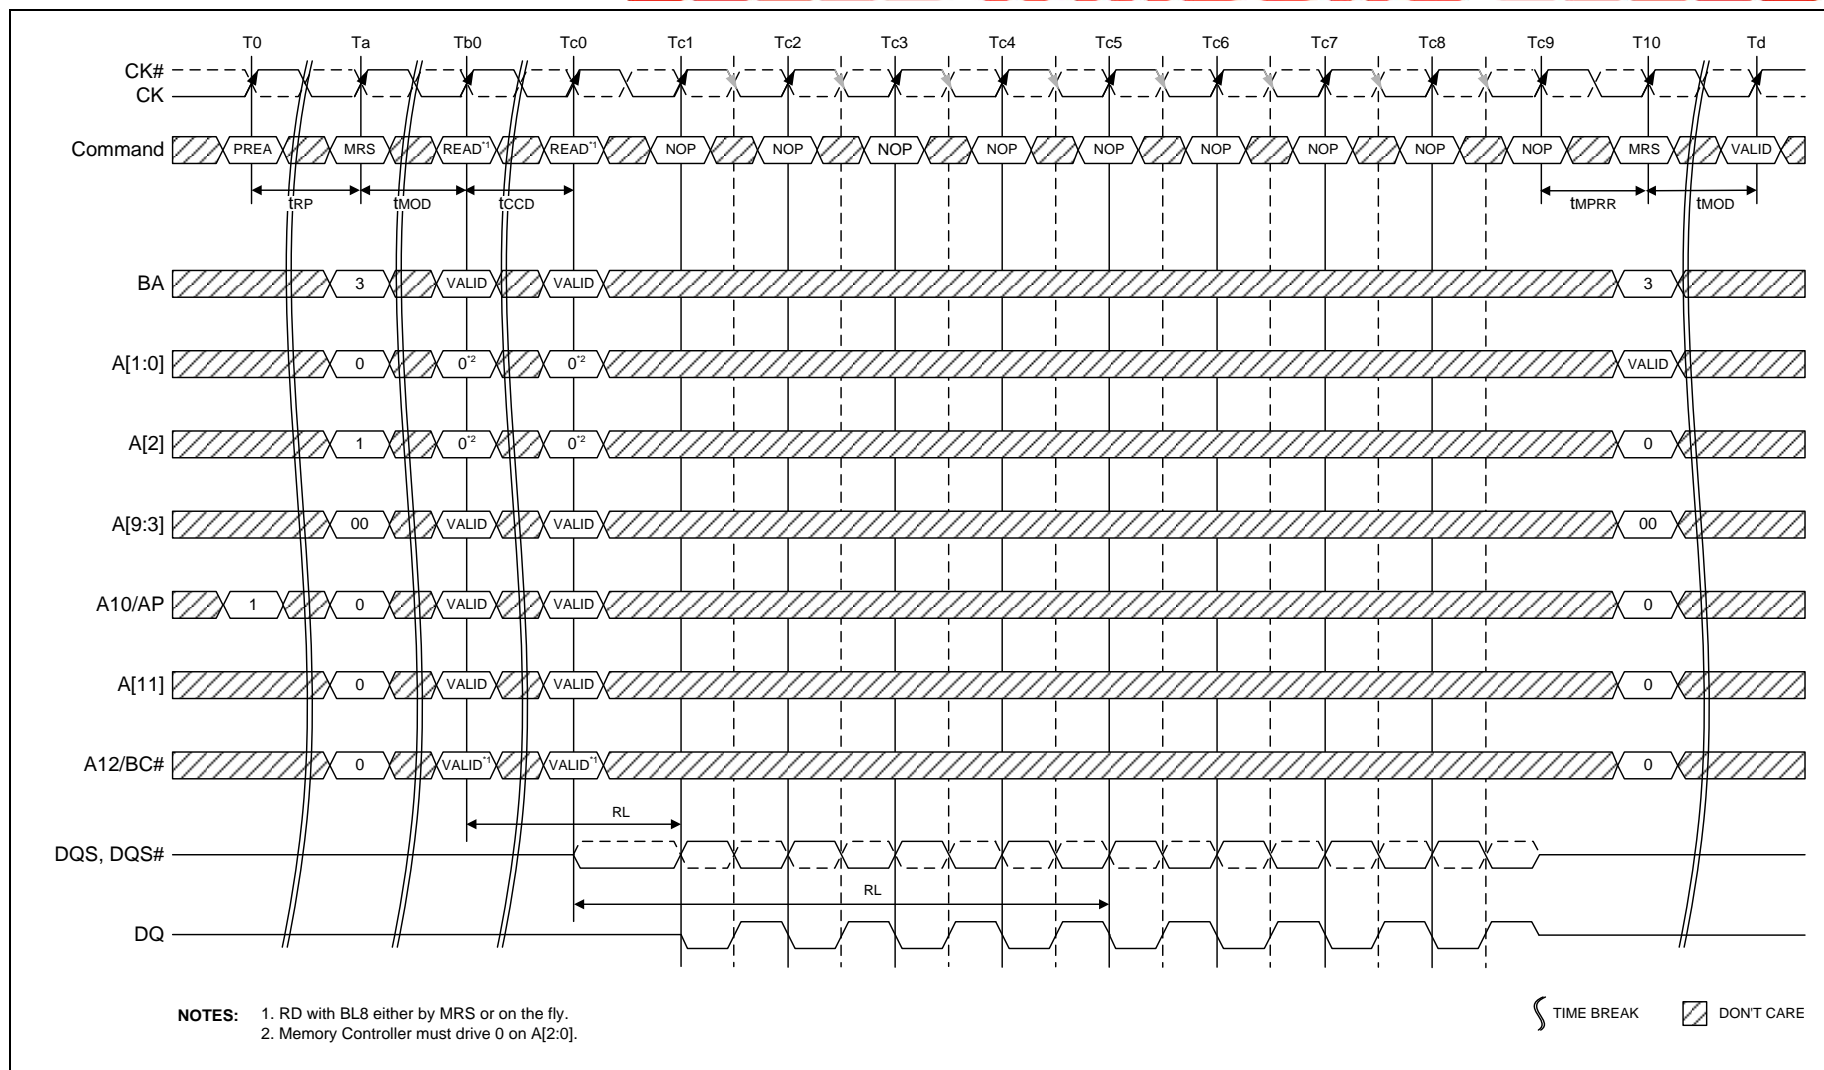 T0 Ta Tb0 Tc0 Tc1 Tc2 Tc3 Tc4 Tc5 Tc6 Tc7 Tc8 Tc9 T10 Td
CK#
CK
Command PREA MRS READ*1 READ*1 NOP NOP NOP NOP NOP NOP NOP NOP NOP MRS VALID
tRP tMOD tCCD tMPRR tMOD
BA 3 VALID VALID 3
A[1:0] 0 0*2 0*2 VALID
A[2] 1 0*2 0*2 0
A[9:3] 00 VALID VALID 00
A10/AP 1 0 VALID VALID 0
A[11] 0 VALID VALID 0
A12/BC# 0 VALID*1 VALID*1 0
RL
DQS, DQS#
RL
DQ
NOTES: 1. RD with BL8 either by MRS or on the fly.
2. Memory Controller must drive 0 on A[2:0].
TIME BREAK DON'T CARE